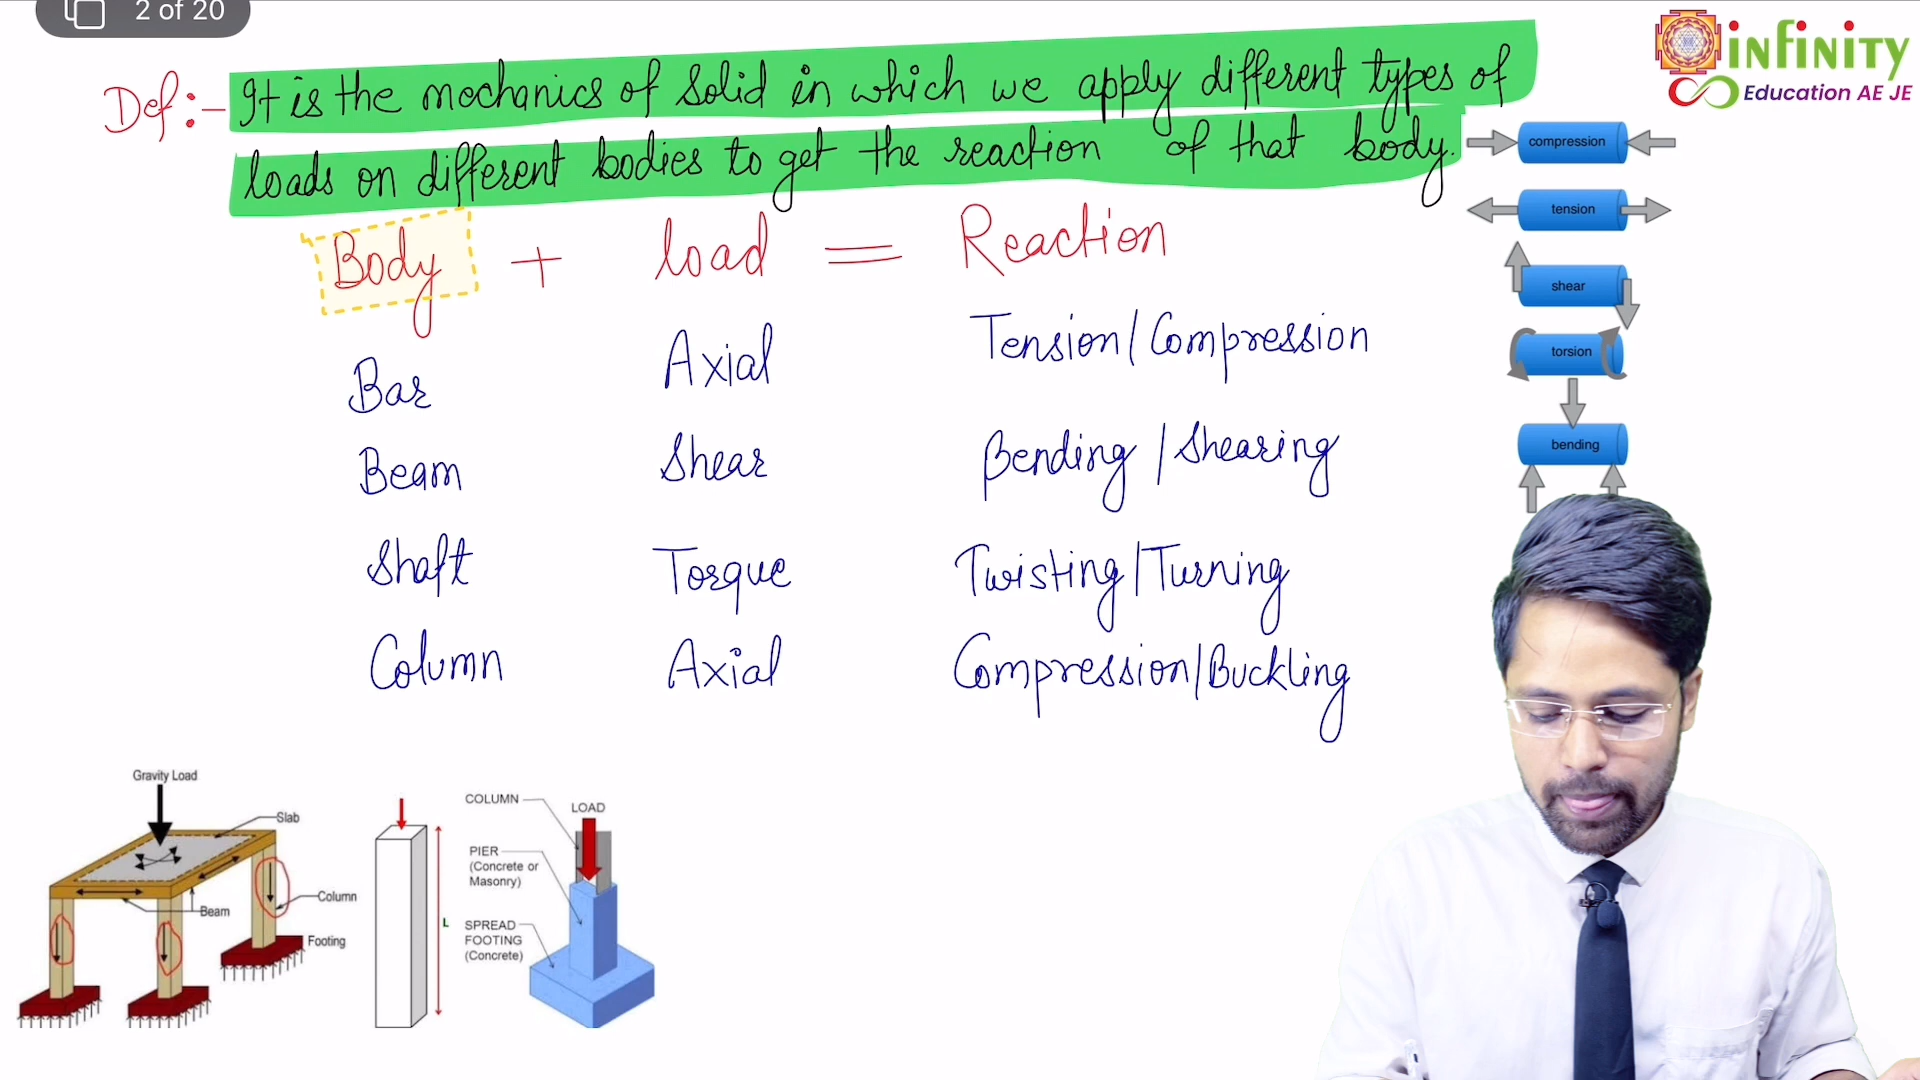 2 of 20
infinity
Education AE JE
Def:- It is the mechanics of solid in which we apply different types of
loads on different bodies to get the reaction of that body.
Body + load = Reaction
Bar Axial Tension/Compression
Beam Shear Bending/Shearing
Shaft Torque Twisting/Turning
Column Axial Compression/Buckling
compression
tension
shear
torsion
bending
Gravity Load
Slab
Column
Beam
Footing
L
COLUMN
LOAD
PIER
(Concrete or
Masonry)
SPREAD
FOOTING
(Concrete)